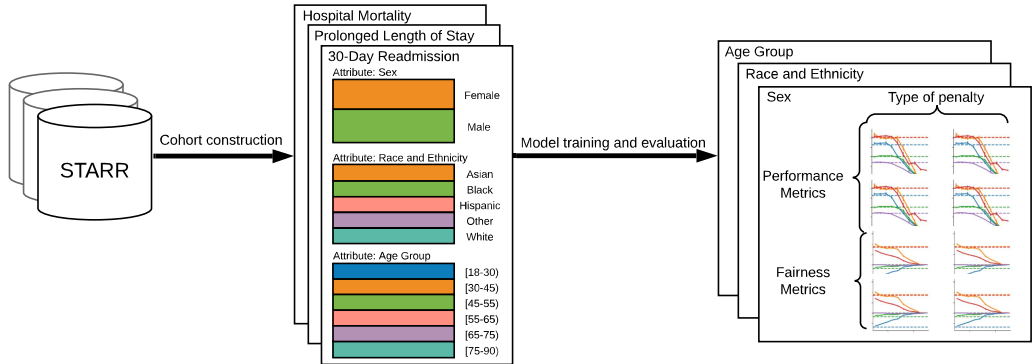 STARR
Cohort construction
Hospital Mortality
Prolonged Length of Stay
30-Day Readmission
Attribute: Sex
Female
Male
Attribute: Race and Ethnicity
Asian
Black
Hispanic
Other
White
Attribute: Age Group
[18-30)
[30-45)
[45-55)
[55-65)
[65-75)
[75-90)
Model training and evaluation
Age Group
Race and Ethnicity
Sex
Type of penalty
Performance
Metrics
Fairness
Metrics